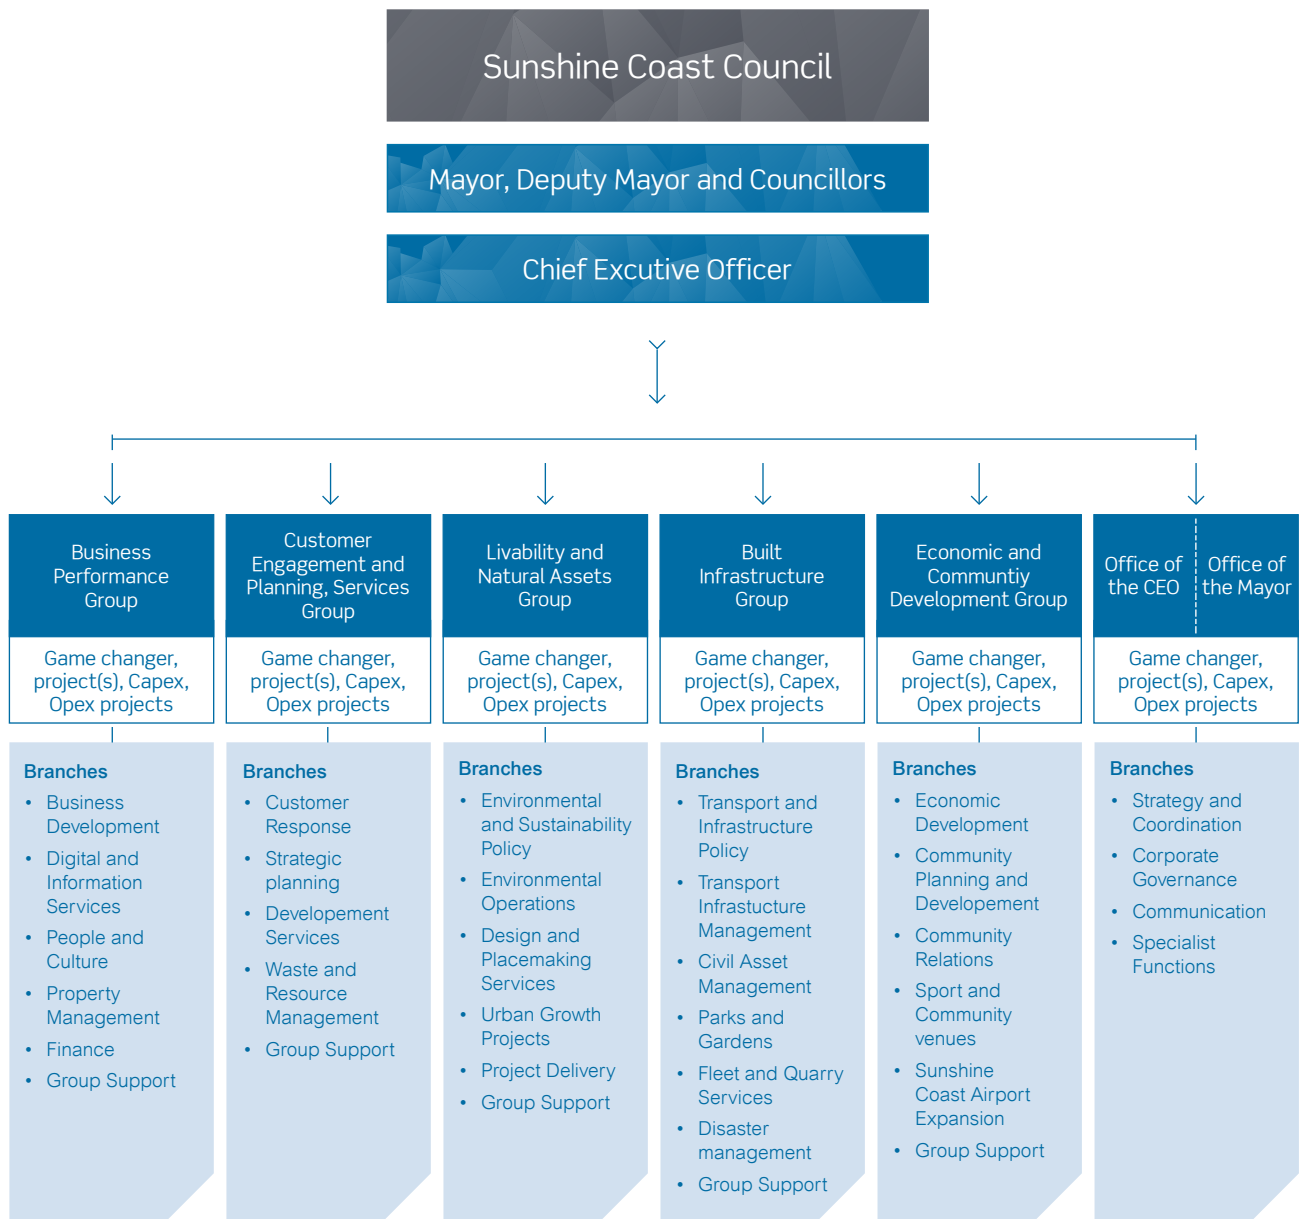 Sunshine Coast Council
Mayor, Deputy Mayor and Councillors
Chief Excutive Officer
Business
Performance
Group
Customer
Engagement and
Planning, Services
Group
Livability and
Natural Assets
Group
Built
Infrastructure
Group
Economic and
Communtiy
Development Group
Office of
the CEO
Office of
the Mayor
Game changer,
project(s), Capex,
Opex projects
Game changer,
project(s), Capex,
Opex projects
Game changer,
project(s), Capex,
Opex projects
Game changer,
project(s), Capex,
Opex projects
Game changer,
project(s), Capex,
Opex projects
Game changer,
project(s), Capex,
Opex projects
Branches
• Business
Development
• Digital and
Information
Services
• People and
Culture
• Property
Management
• Finance
• Group Support
Branches
• Customer
Response
• Strategic
planning
• Developement
Services
• Waste and
Resource
Management
• Group Support
Branches
• Environmental
and Sustainability
Policy
• Environmental
Operations
• Design and
Placemaking
Services
• Urban Growth
Projects
• Project Delivery
• Group Support
Branches
• Transport and
Infrastructure
Policy
• Transport
Infrastucture
Management
• Civil Asset
Management
• Parks and
Gardens
• Fleet and Quarry
Services
• Disaster
management
• Group Support
Branches
• Economic
Development
• Community
Planning and
Developement
• Community
Relations
• Sport and
Community
venues
• Sunshine
Coast Airport
Expansion
• Group Support
Branches
• Strategy and
Coordination
• Corporate
Governance
• Communication
• Specialist
Functions